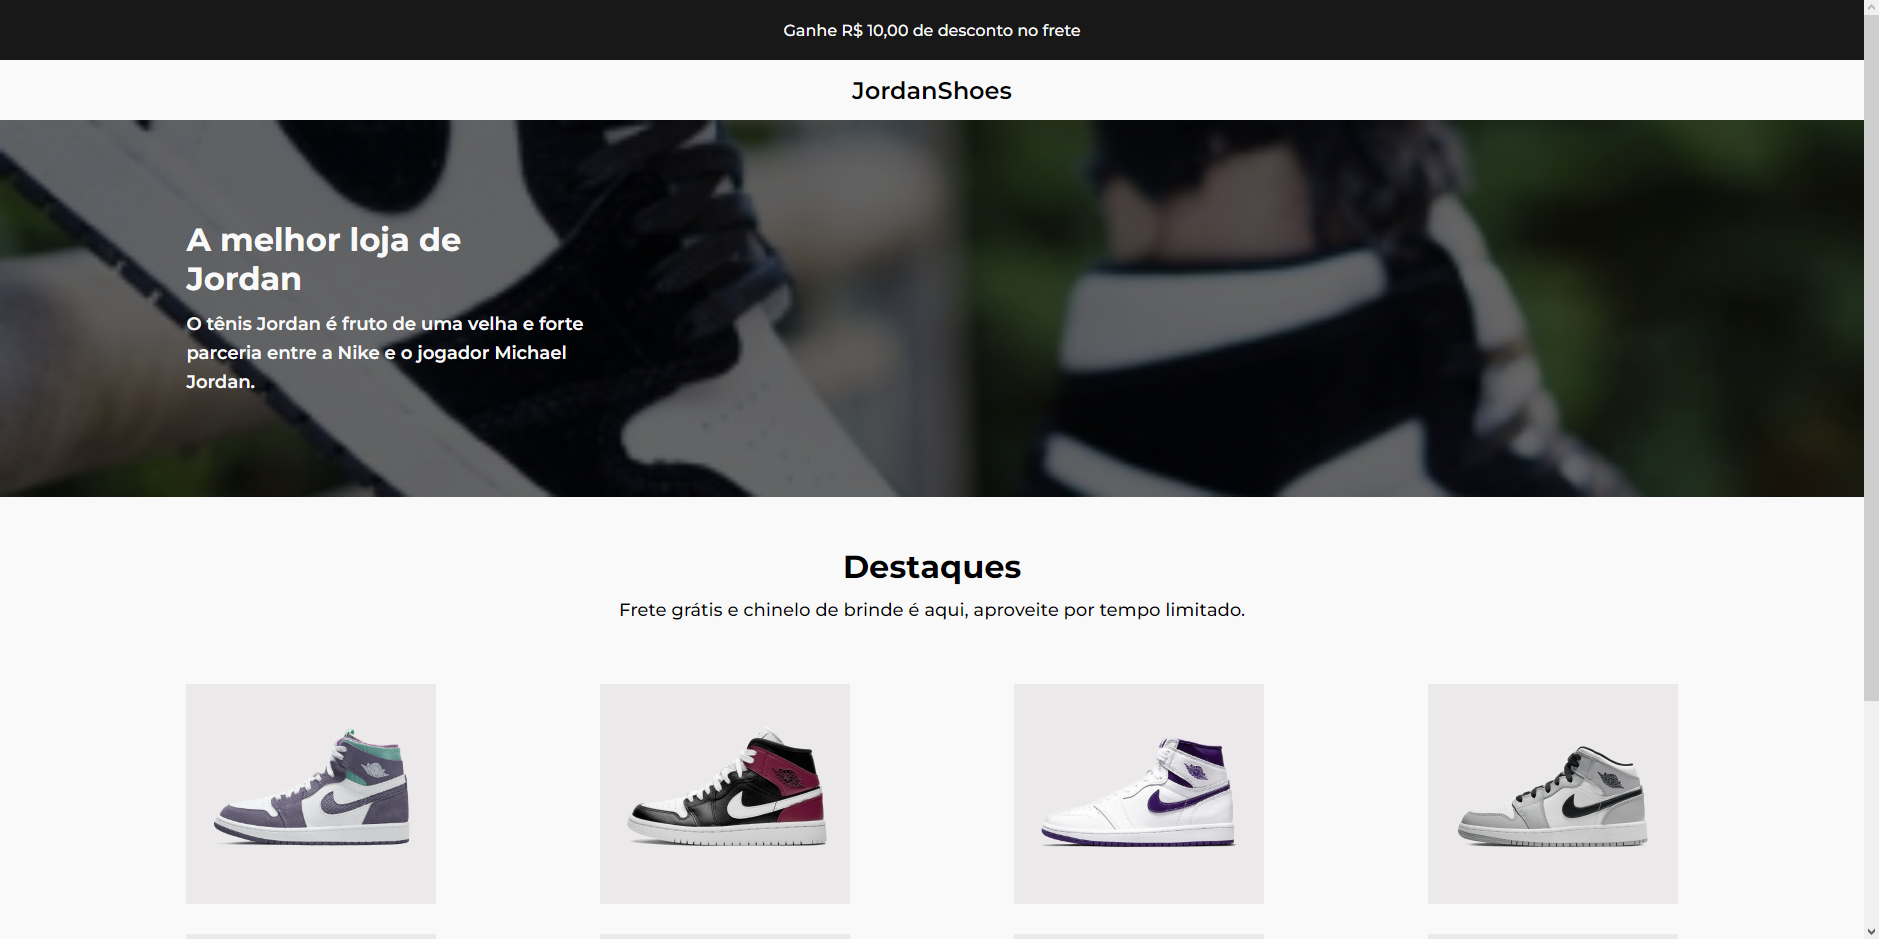 Ganhe R$ 10,00 de desconto no frete
JordanShoes
A melhor loja de
Jordan
O tênis Jordan é fruto de uma velha e forte
parceria entre a Nike e o jogador Michael
Jordan.
Destaques
Frete grátis e chinelo de brinde é aqui, aproveite por tempo limitado.